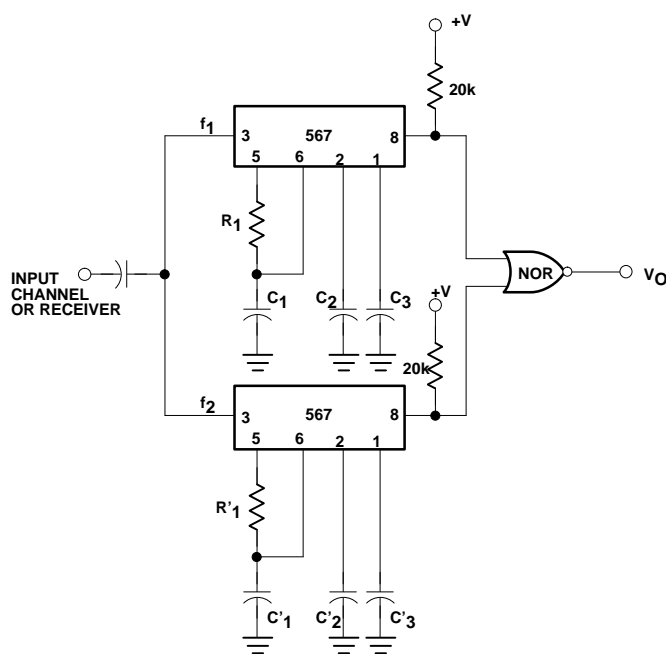 +V
20k
f1
3
567
8
5
6
2
1
R1
C1
C2
C3
INPUT
CHANNEL
OR RECEIVER
NOR
VO
+V
20k
f2
3
567
8
5
6
2
1
R'1
C'1
C'2
C'3